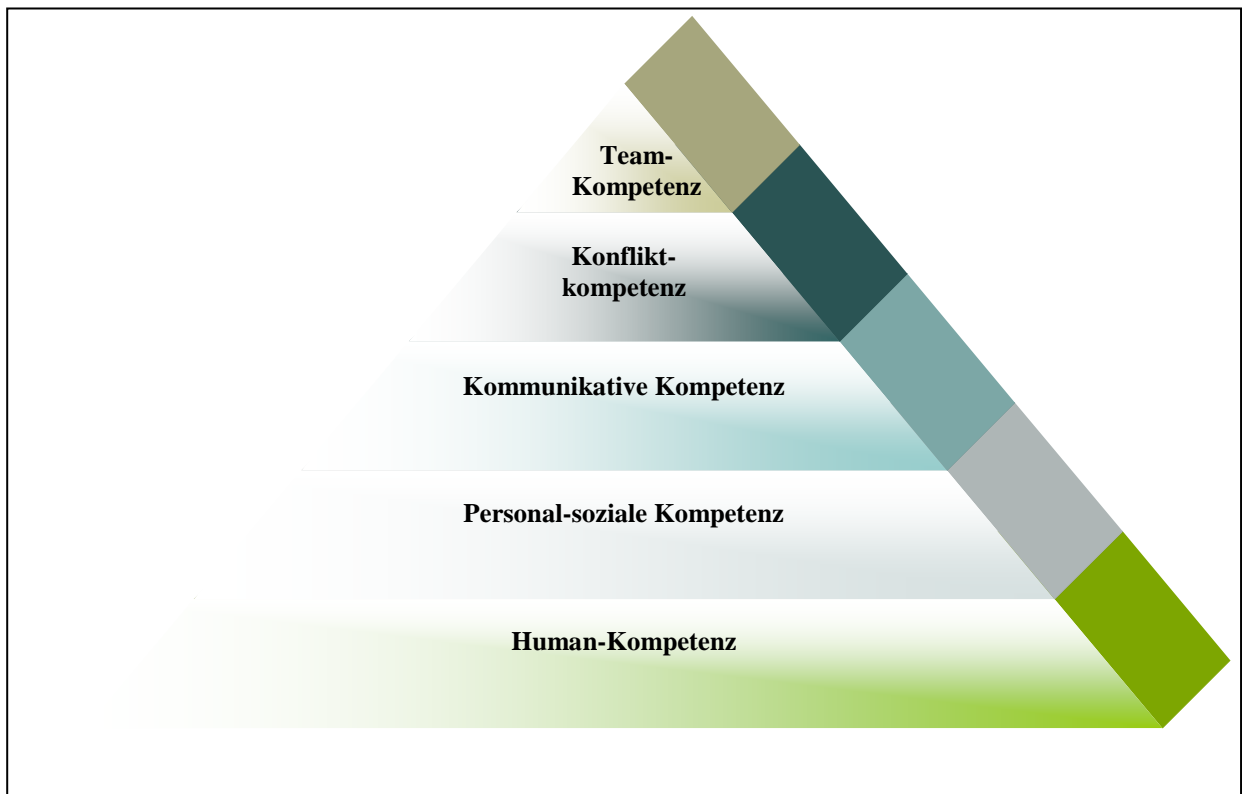 Team-
Kompetenz
Konflikt-
kompetenz
Kommunikative Kompetenz
Personal-soziale Kompetenz
Human-Kompetenz